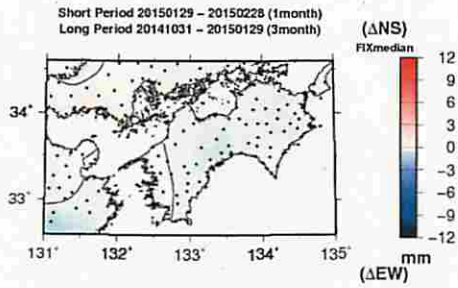 Short Period 20150129 – 20150228 (1month)
Long Period 20141031 – 20150129 (3month)
(ΔNS)
FIXmedian
12
9
6
3
0
−3
−6
−9
−12
mm
(ΔEW)
34˚
33˚
131˚ 132˚ 133˚ 134˚ 135˚